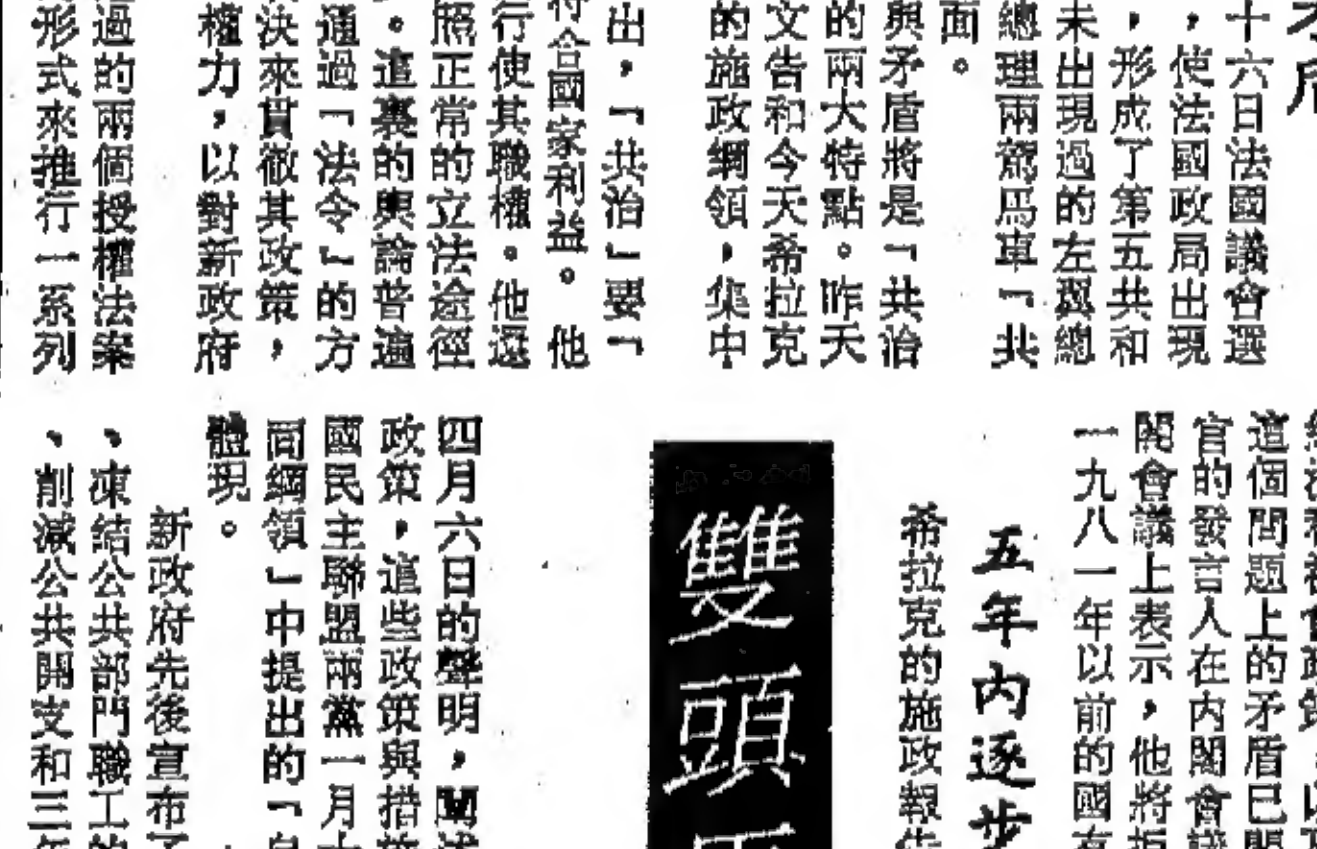 矛盾
十六日法國議會選
，使法國政局出現
，形成了第五共和
未出現過的左翼總
總理兩駕馬車「共
面。
與矛盾將是「共治
的兩大特點。昨天
文告和今天希拉克
的施政綱領，集中
出，「共治」要「
符合國家利益。他
行使其職權。他還
照正常的立法途徑
。這裏的輿論普遍
通過「法令」的方
決來貫徹其政策，
權力，以對新政府
過的兩個授權法案
形式來推行一系列
這個問題上的矛盾已
官的發言人在內閣會議
閣會議上表示，他將拒
一九八一年以前的國有
五年內逐步
希拉克的施政報告
雙頭
四月六日的聲明，闡述
政策，這些政策與措施
國民主聯盟兩黨一月
同綱領」中提出的「自
體現。
新政府先後宣布了
、凍結公共部門職工的
、削減公共開支和三年